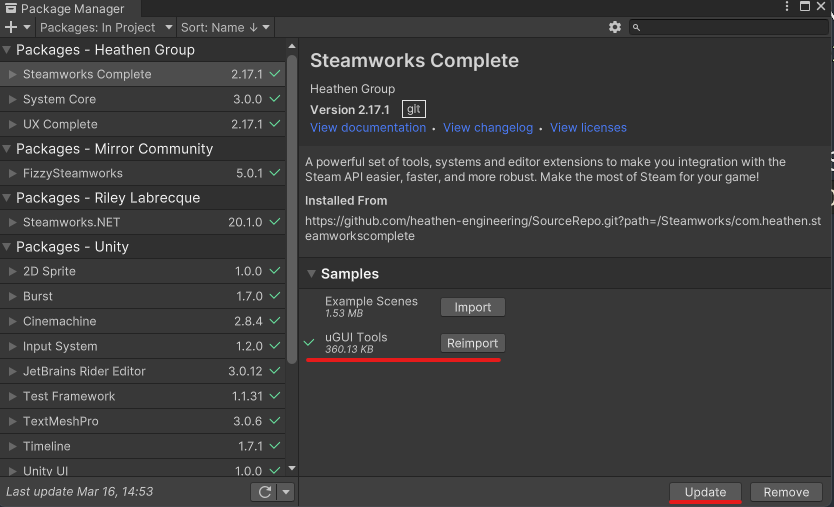 Package Manager
Packages: In Project
Sort: Name ↓
Packages - Heathen Group
Steamworks Complete 2.17.1
System Core 3.0.0
UX Complete 2.17.1
Packages - Mirror Community
FizzySteamworks 5.0.1
Packages - Riley Labrecque
Steamworks.NET 20.1.0
Packages - Unity
2D Sprite 1.0.0
Burst 1.7.0
Cinemachine 2.8.4
Input System 1.2.0
JetBrains Rider Editor 3.0.12
Test Framework 1.1.31
TextMeshPro 3.0.6
Timeline 1.7.1
Unity UI 1.0.0
Last update Mar 16, 14:53
Steamworks Complete
Heathen Group
Version 2.17.1 git
View documentation • View changelog • View licenses
A powerful set of tools, systems and editor extensions to make you integration with the
Steam API easier, faster, and more robust. Make the most of Steam for your game!
Installed From
https://github.com/heathen-engineering/SourceRepo.git?path=/Steamworks/com.heathen.st
eamworkscomplete
Samples
Example Scenes
1.53 MB
Import
uGUI Tools
360.13 KB
Reimport
Update
Remove